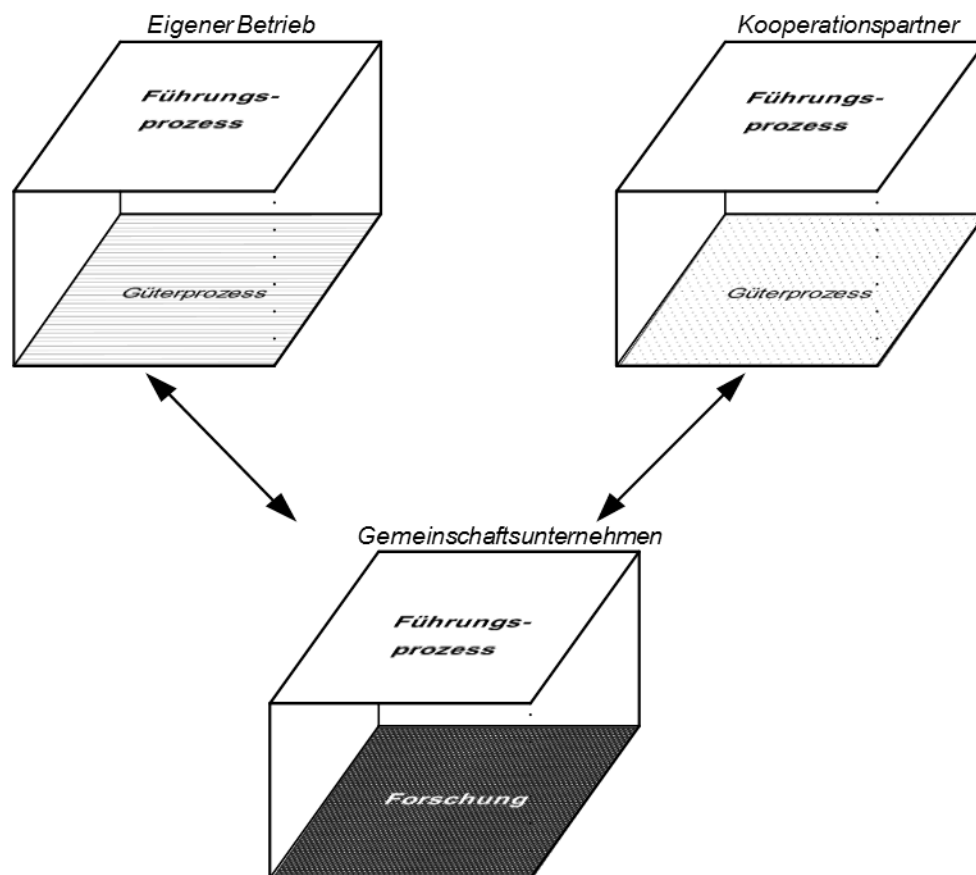 Eigener Betrieb
Kooperationspartner
Führungs-
prozess
Führungs-
prozess
Güterprozess
Güterprozess
Gemeinschaftsunternehmen
Führungs-
prozess
Forschung